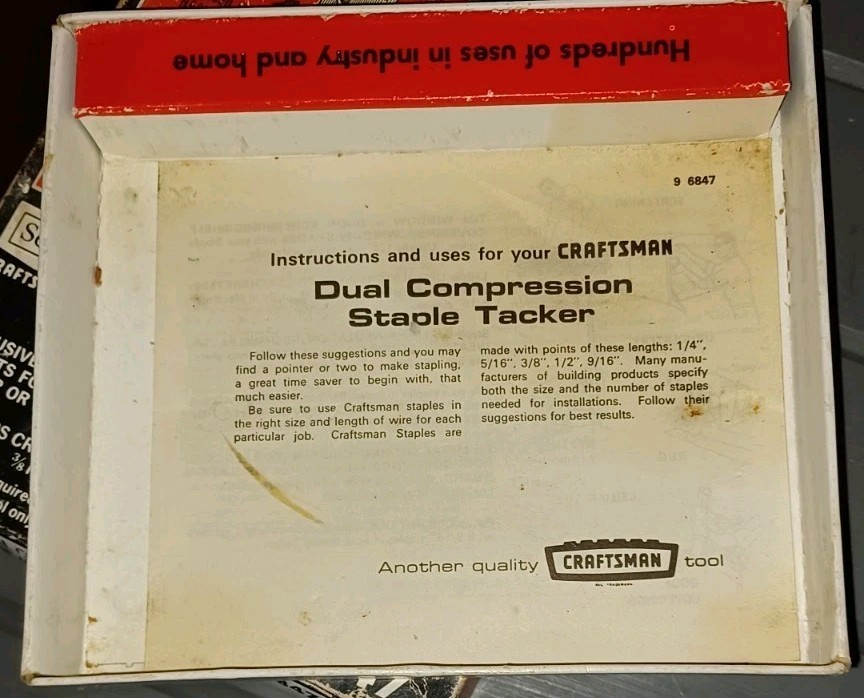 Hundreds of uses in industry and home
9 6847
Instructions and uses for your CRAFTSMAN
Dual Compression
Staple Tacker
Follow these suggestions and you may
find a pointer or two to make stapling,
a great time saver to begin with, that
much easier.
Be sure to use Craftsman staples in
the right size and length of wire for each
particular job. Craftsman Staples are
made with points of these lengths: 1/4",
5/16", 3/8", 1/2", 9/16". Many manu-
facturers of building products specify
both the size and the number of staples
needed for installations. Follow their
suggestions for best results.
Another quality CRAFTSMAN tool